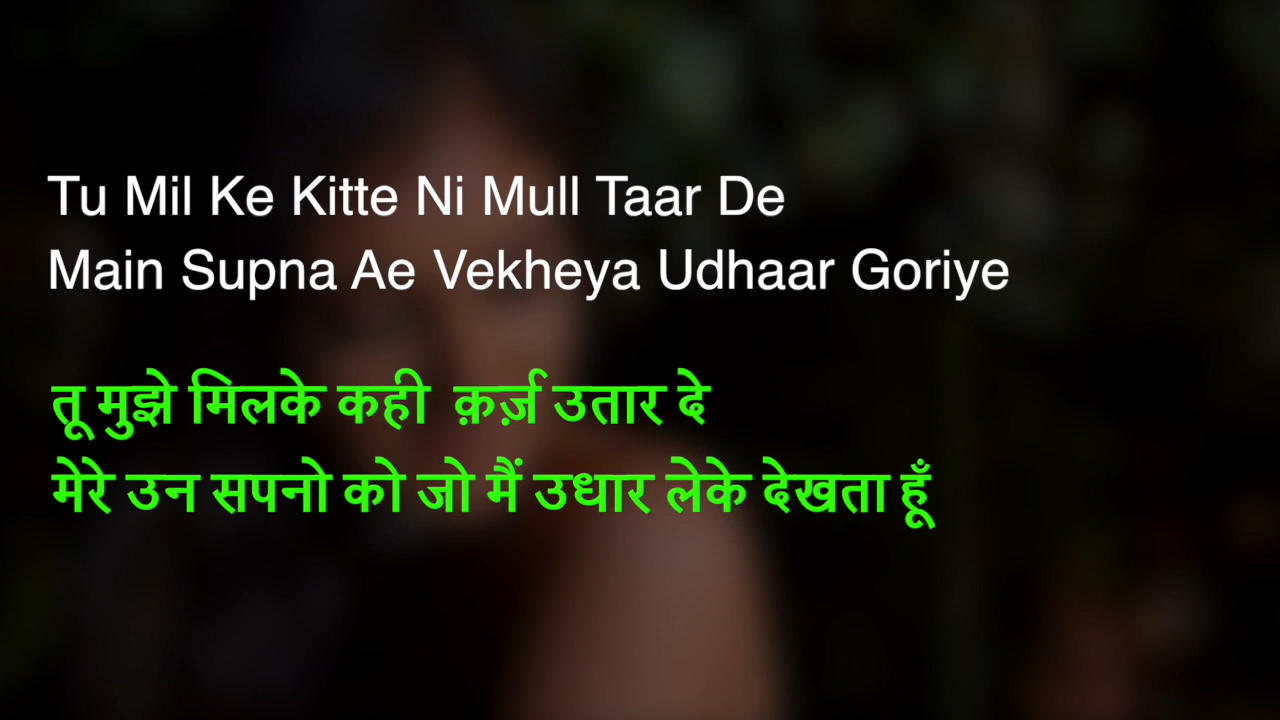 Tu Mil Ke Kitte Ni Mull Taar De
Main Supna Ae Vekheya Udhaar Goriye
तू मुझे मिलके कही क़र्ज़ उतार दे
मेरे उन सपनो को जो मैं उधार लेके देखता हूँ